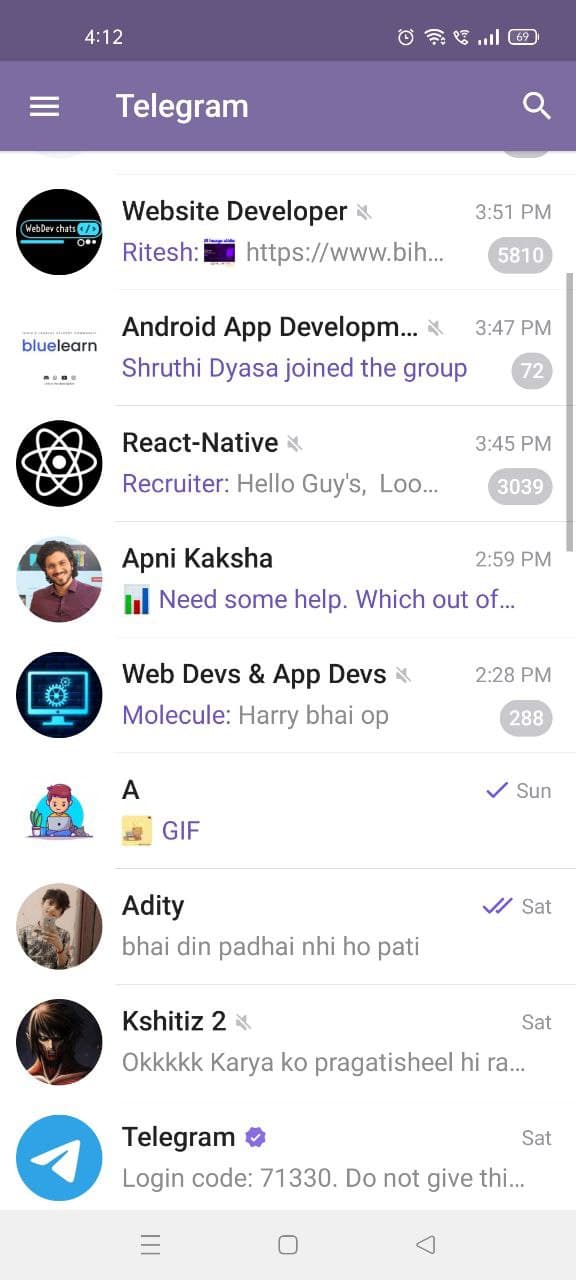 4:12
69
Telegram
WebDev chats </>
Website Developer
3:51 PM
Ritesh: https://www.bih...
5810
bluelearn
Android App Developm...
3:47 PM
Shruthi Dyasa joined the group
72
React-Native
3:45 PM
Recruiter: Hello Guy's, Loo...
3039
Apni Kaksha
2:59 PM
📊 Need some help. Which out of...
Web Devs & App Devs
2:28 PM
Molecule: Harry bhai op
288
A
Sun
GIF
Adity
Sat
bhai din padhai nhi ho pati
Kshitiz 2
Sat
Okkkkk Karya ko pragatisheel hi ra...
Telegram
Sat
Login code: 71330. Do not give thi...